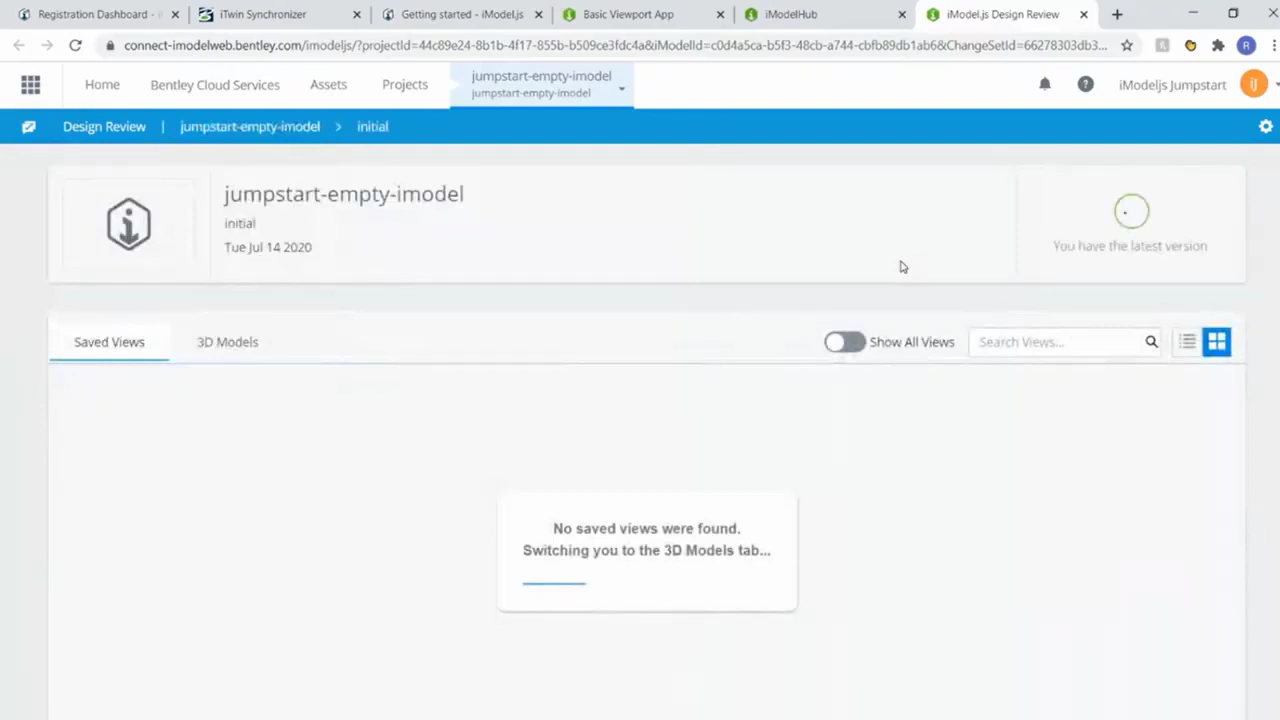 Registration Dashboard - i
iTwin Synchronizer
Getting started - iModel.js
Basic Viewport App
iModelHub
iModel.js Design Review
connect-imodelweb.bentley.com/imodeljs/?projectId=44c89e24-8b1b-4f17-855b-b509ce3fdc4a&iModelId=c0d4a5ca-b5f3-48cb-a744-cbfb89db1ab6&ChangeSetId=66278303db3...
R
Home
Bentley Cloud Services
Assets
Projects
jumpstart-empty-imodel
jumpstart-empty-imodel
iModeljs Jumpstart
iJ
Design Review | jumpstart-empty-imodel > initial
jumpstart-empty-imodel
initial
Tue Jul 14 2020
You have the latest version
Saved Views
3D Models
Show All Views
Search Views...
No saved views were found.
Switching you to the 3D Models tab...